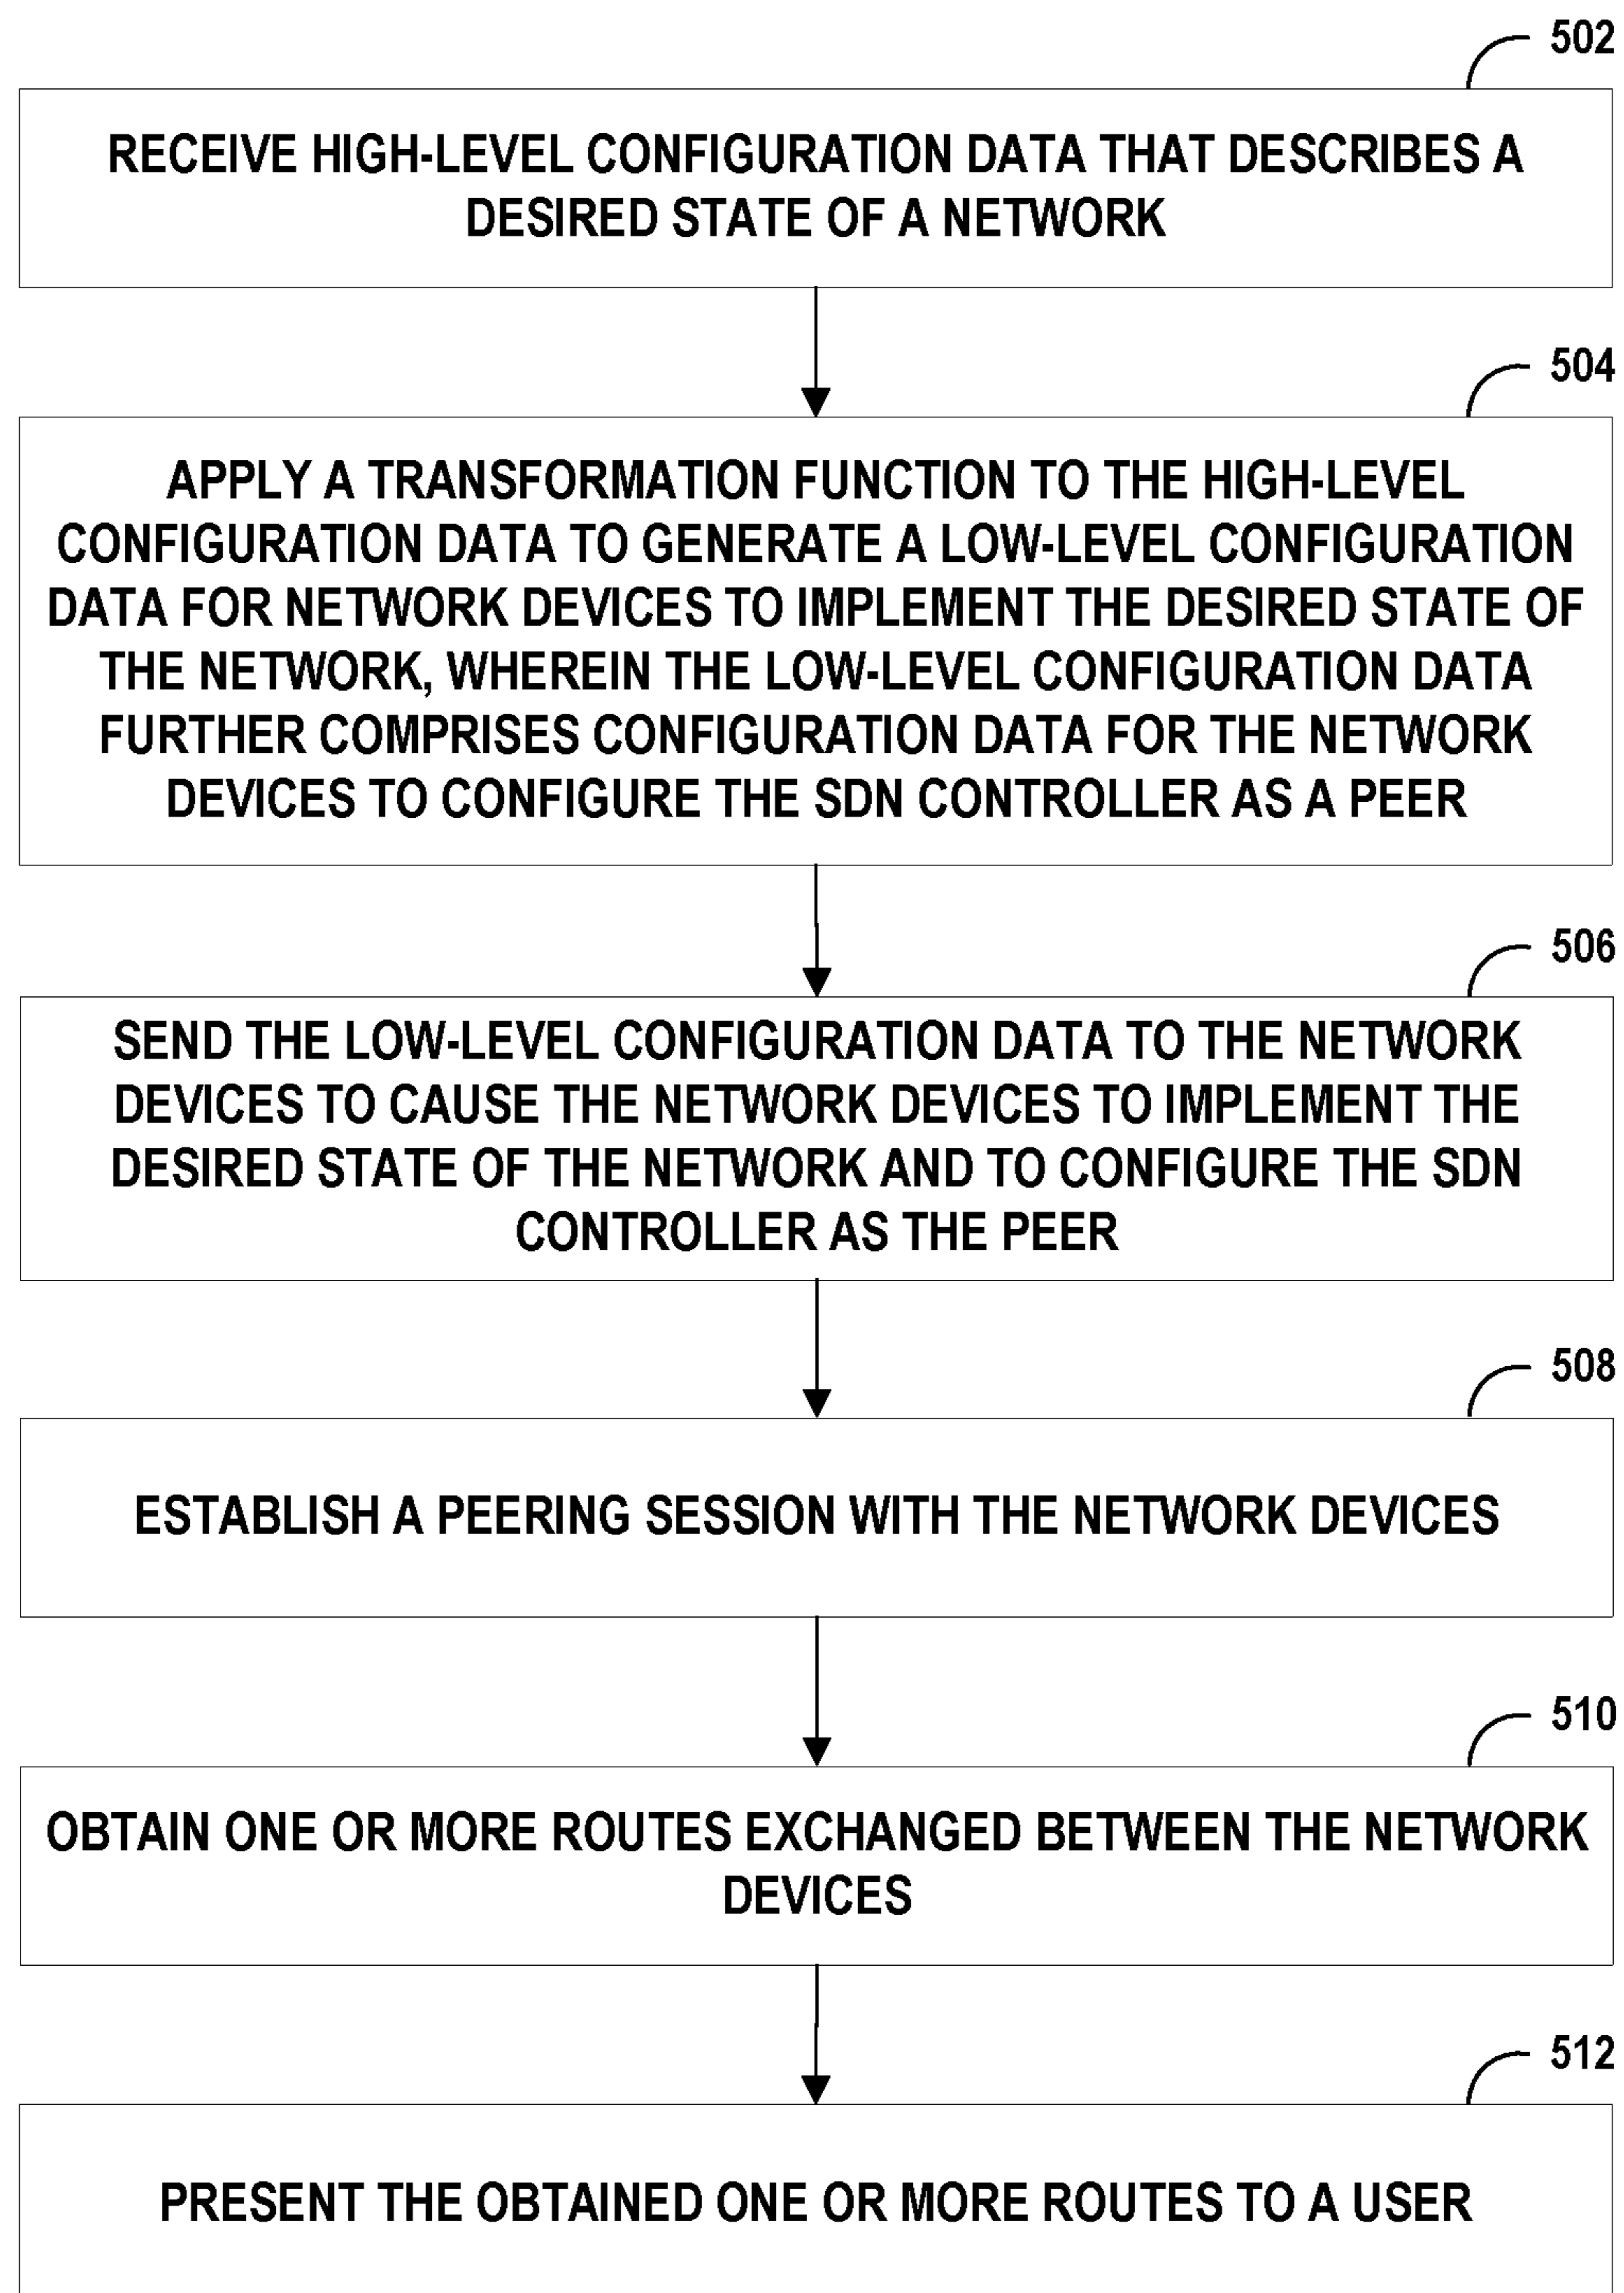 502
RECEIVE HIGH-LEVEL CONFIGURATION DATA THAT DESCRIBES A
DESIRED STATE OF A NETWORK
504
APPLY A TRANSFORMATION FUNCTION TO THE HIGH-LEVEL
CONFIGURATION DATA TO GENERATE A LOW-LEVEL CONFIGURATION
DATA FOR NETWORK DEVICES TO IMPLEMENT THE DESIRED STATE OF
THE NETWORK, WHEREIN THE LOW-LEVEL CONFIGURATION DATA
FURTHER COMPRISES CONFIGURATION DATA FOR THE NETWORK
DEVICES TO CONFIGURE THE SDN CONTROLLER AS A PEER
506
SEND THE LOW-LEVEL CONFIGURATION DATA TO THE NETWORK
DEVICES TO CAUSE THE NETWORK DEVICES TO IMPLEMENT THE
DESIRED STATE OF THE NETWORK AND TO CONFIGURE THE SDN
CONTROLLER AS THE PEER
508
ESTABLISH A PEERING SESSION WITH THE NETWORK DEVICES
510
OBTAIN ONE OR MORE ROUTES EXCHANGED BETWEEN THE NETWORK
DEVICES
512
PRESENT THE OBTAINED ONE OR MORE ROUTES TO A USER